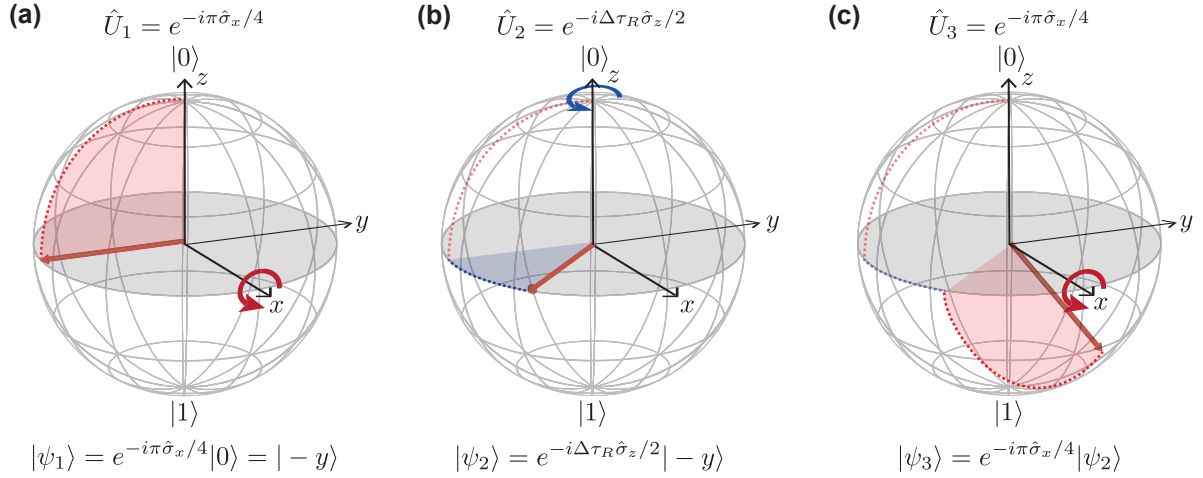 (a) Û₁ = e^{-iπσ̂ₓ/4}
|0⟩
z
y
x
|1⟩
|ψ₁⟩ = e^{-iπσ̂ₓ/4}|0⟩ = | − y⟩
(b) Û₂ = e^{-iΔτ_R σ̂_z/2}
|0⟩
z
y
x
|1⟩
|ψ₂⟩ = e^{-iΔτ_R σ̂_z/2}| − y⟩
(c) Û₃ = e^{-iπσ̂ₓ/4}
|0⟩
z
y
x
|1⟩
|ψ₃⟩ = e^{-iπσ̂ₓ/4}|ψ₂⟩